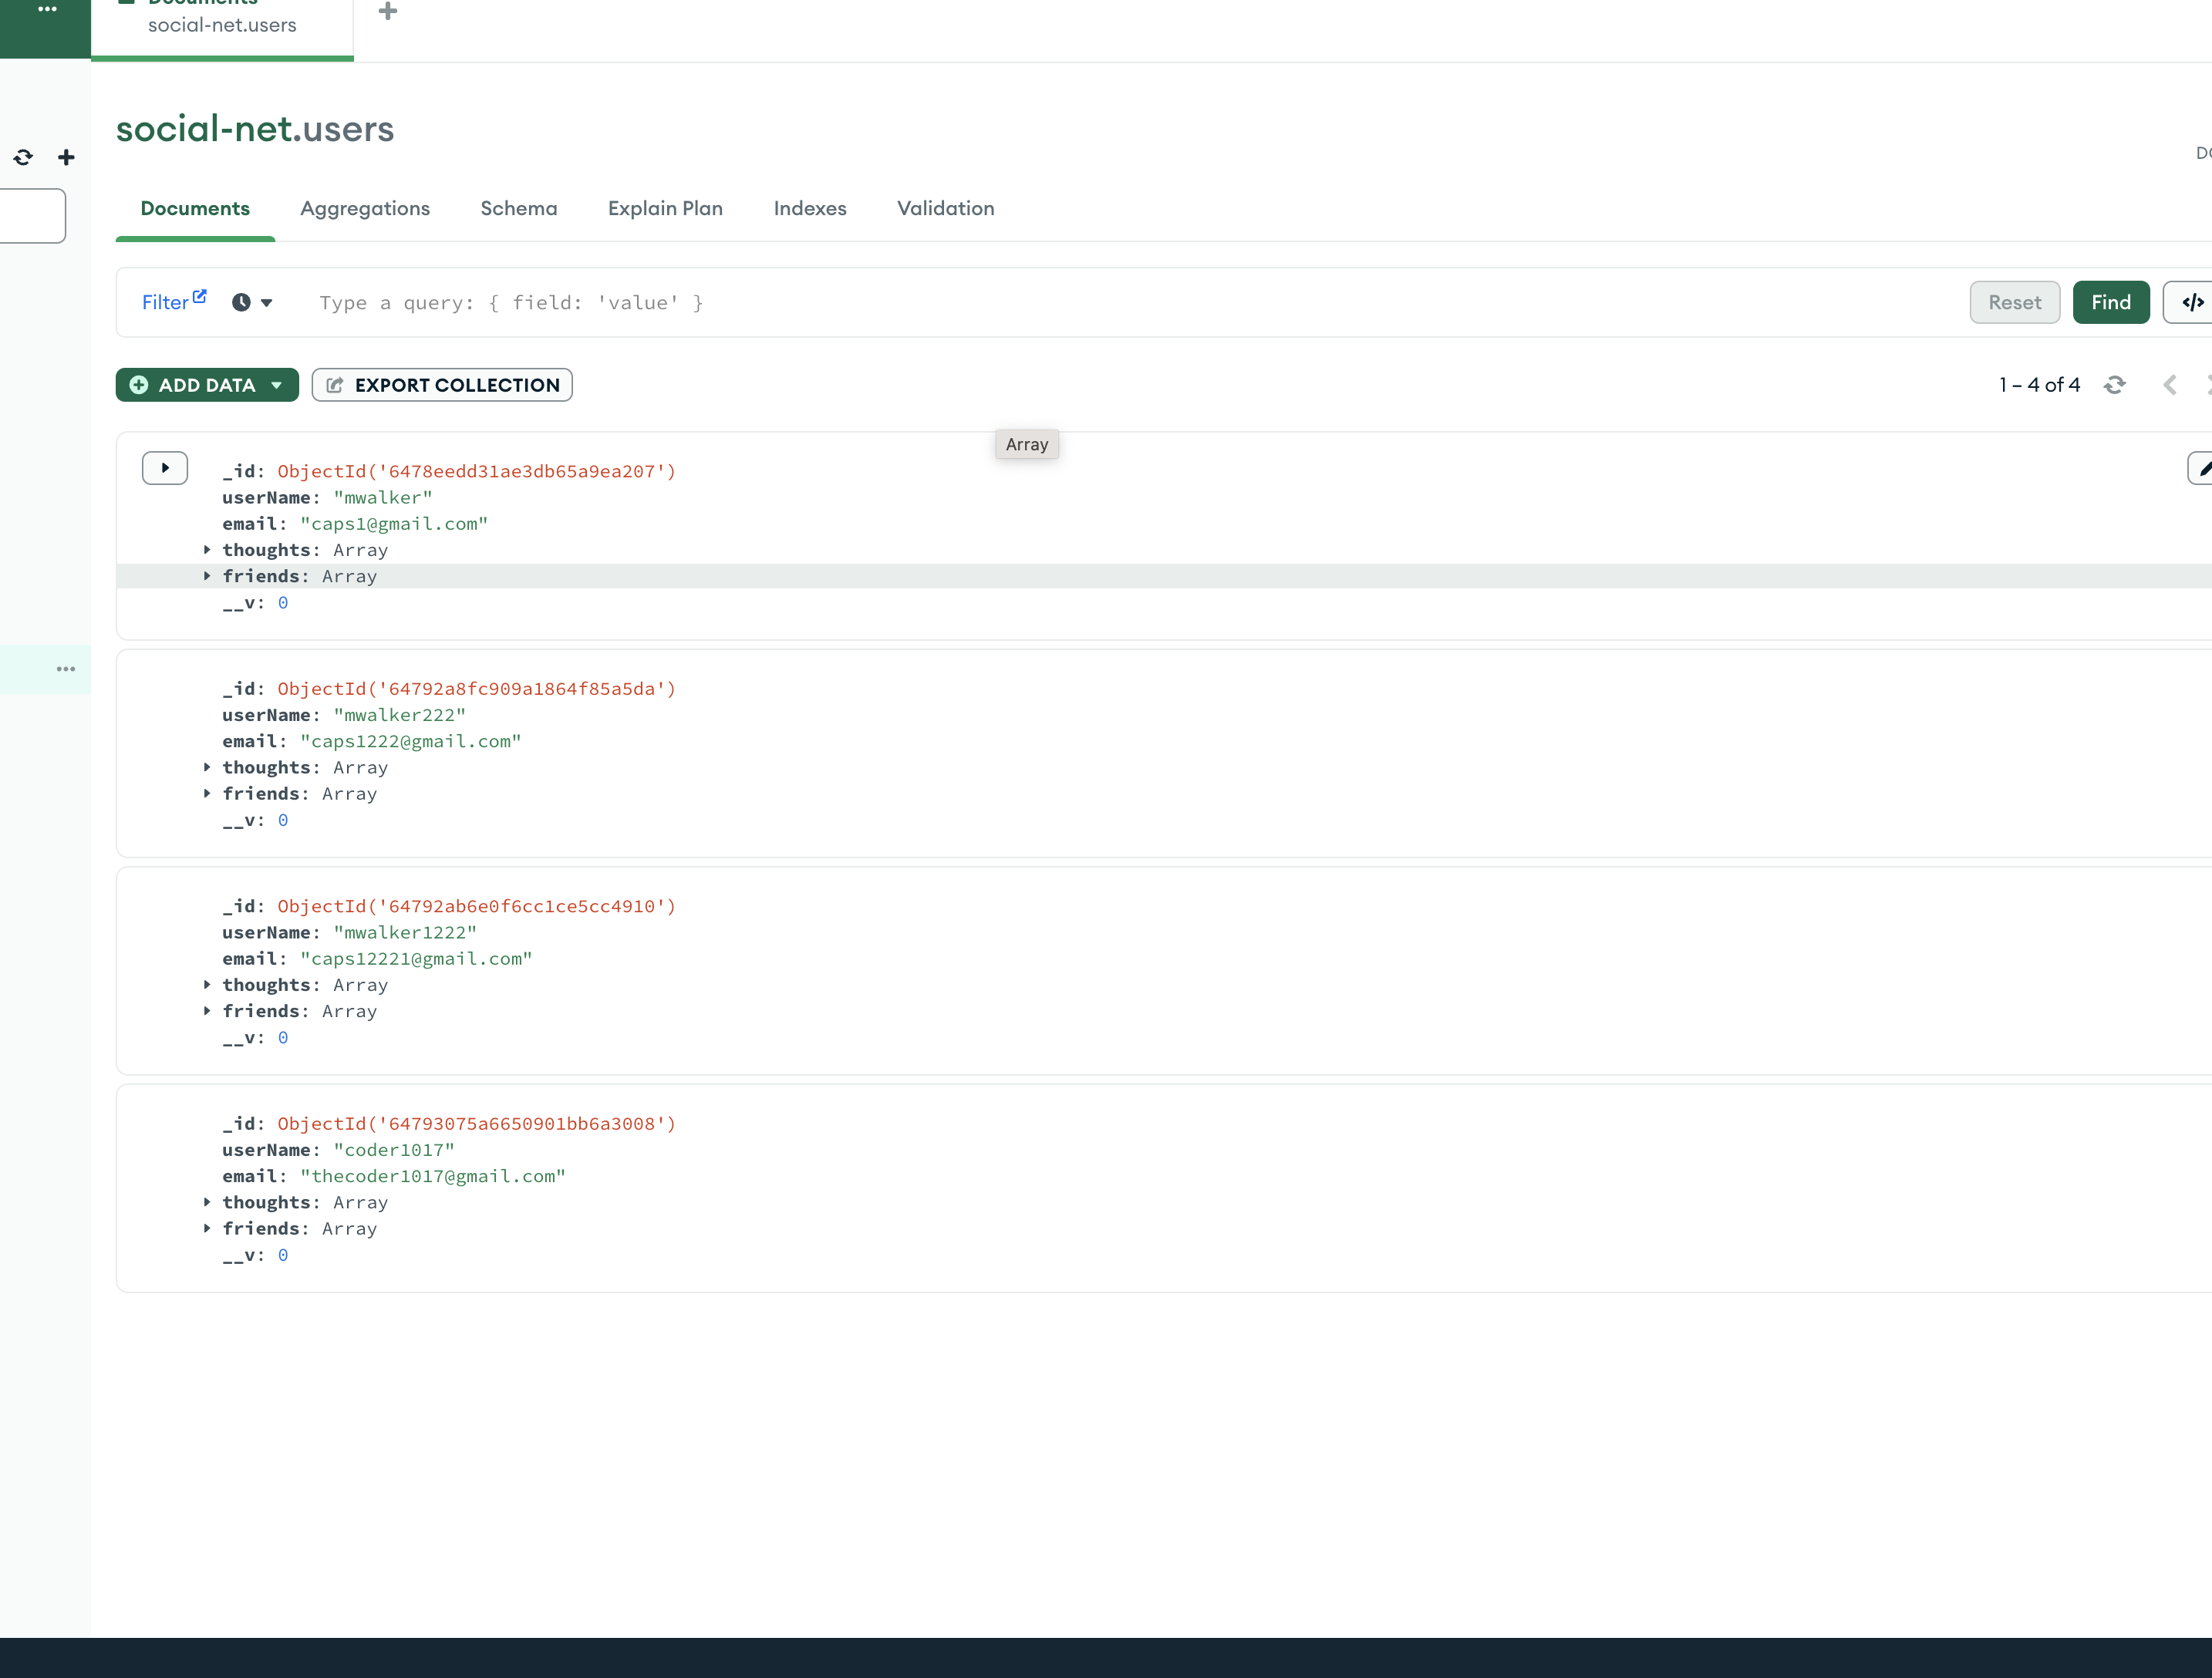 Documents
social-net.users
social-net.users
Documents Aggregations Schema Explain Plan Indexes Validation
Filter Type a query: { field: 'value' } Reset Find </>
ADD DATA EXPORT COLLECTION 1 – 4 of 4
Array
_id: ObjectId('6478eedd31ae3db65a9ea207')
userName: "mwalker"
email: "caps1@gmail.com"
thoughts: Array
friends: Array
__v: 0
_id: ObjectId('64792a8fc909a1864f85a5da')
userName: "mwalker222"
email: "caps1222@gmail.com"
thoughts: Array
friends: Array
__v: 0
_id: ObjectId('64792ab6e0f6cc1ce5cc4910')
userName: "mwalker1222"
email: "caps12221@gmail.com"
thoughts: Array
friends: Array
__v: 0
_id: ObjectId('64793075a6650901bb6a3008')
userName: "coder1017"
email: "thecoder1017@gmail.com"
thoughts: Array
friends: Array
__v: 0